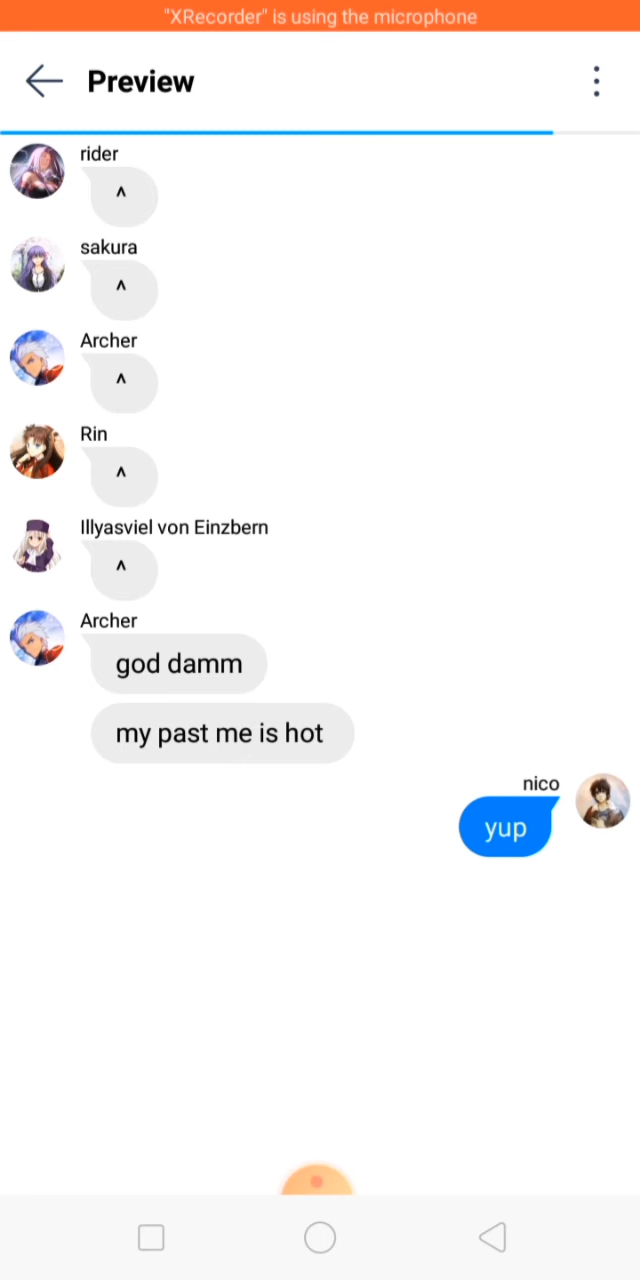 "XRecorder" is using the microphone
Preview
rider
^
sakura
^
Archer
^
Rin
^
Illyasviel von Einzbern
^
Archer
god damm
my past me is hot
nico
yup